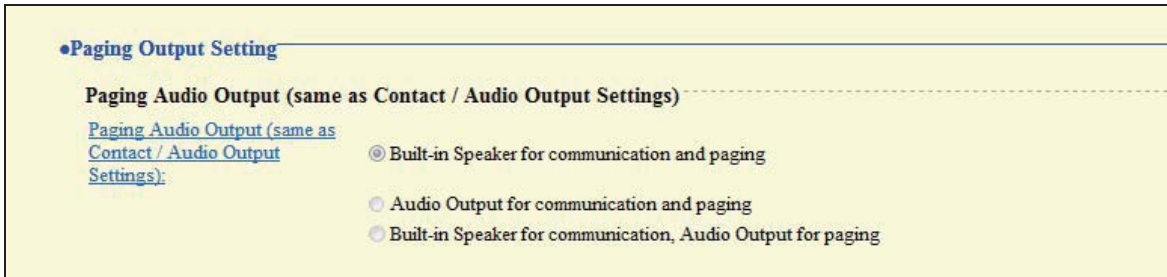 ●Paging Output Setting
Paging Audio Output (same as Contact / Audio Output Settings)
Paging Audio Output (same as
Contact / Audio Output
Settings):
Built-in Speaker for communication and paging
Audio Output for communication and paging
Built-in Speaker for communication, Audio Output for paging